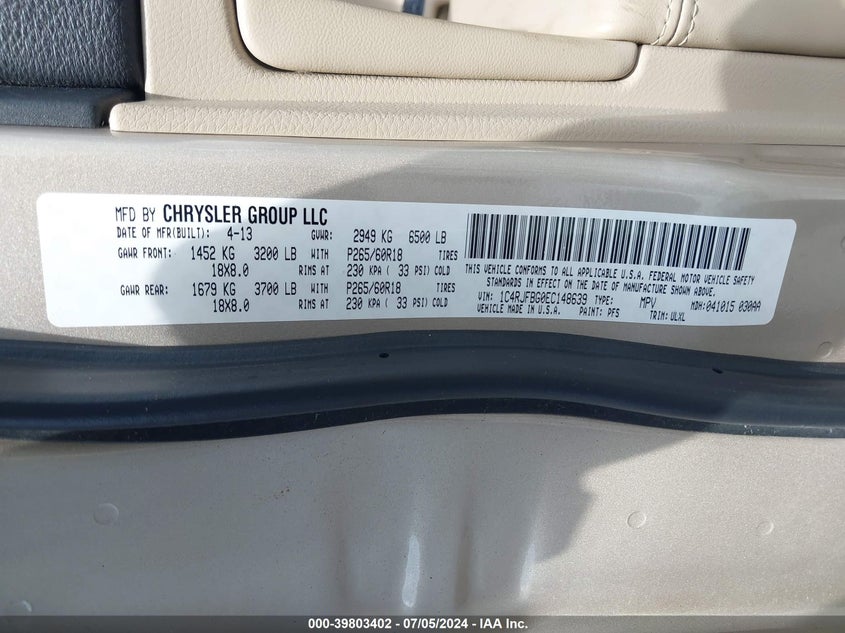 MFD BY CHRYSLER GROUP LLC
DATE OF MFR(BUILT): 4-13 GVWR: 2949 KG 6500 LB
GAWR FRONT: 1452 KG 3200 LB WITH P265/60R18 TIRES
18X8.0 RIMS AT 230 KPA ( 33 PSI) COLD
GAWR REAR: 1679 KG 3700 LB WITH P265/60R18 TIRES
18X8.0 RIMS AT 230 KPA ( 33 PSI) COLD
THIS VEHICLE CONFORMS TO ALL APPLICABLE U.S.A. FEDERAL MOTOR VEHICLE SAFETY
STANDARDS IN EFFECT ON THE DATE OF MANUFACTURE SHOWN ABOVE.
VIN: 1C4RJFBG0EC148639 TYPE: MPV MDH:041015 030AA
VEHICLE MADE IN U.S.A. PAINT: PFS TRIM: ULXL
000-39803402 - 07/05/2024 - IAA Inc.